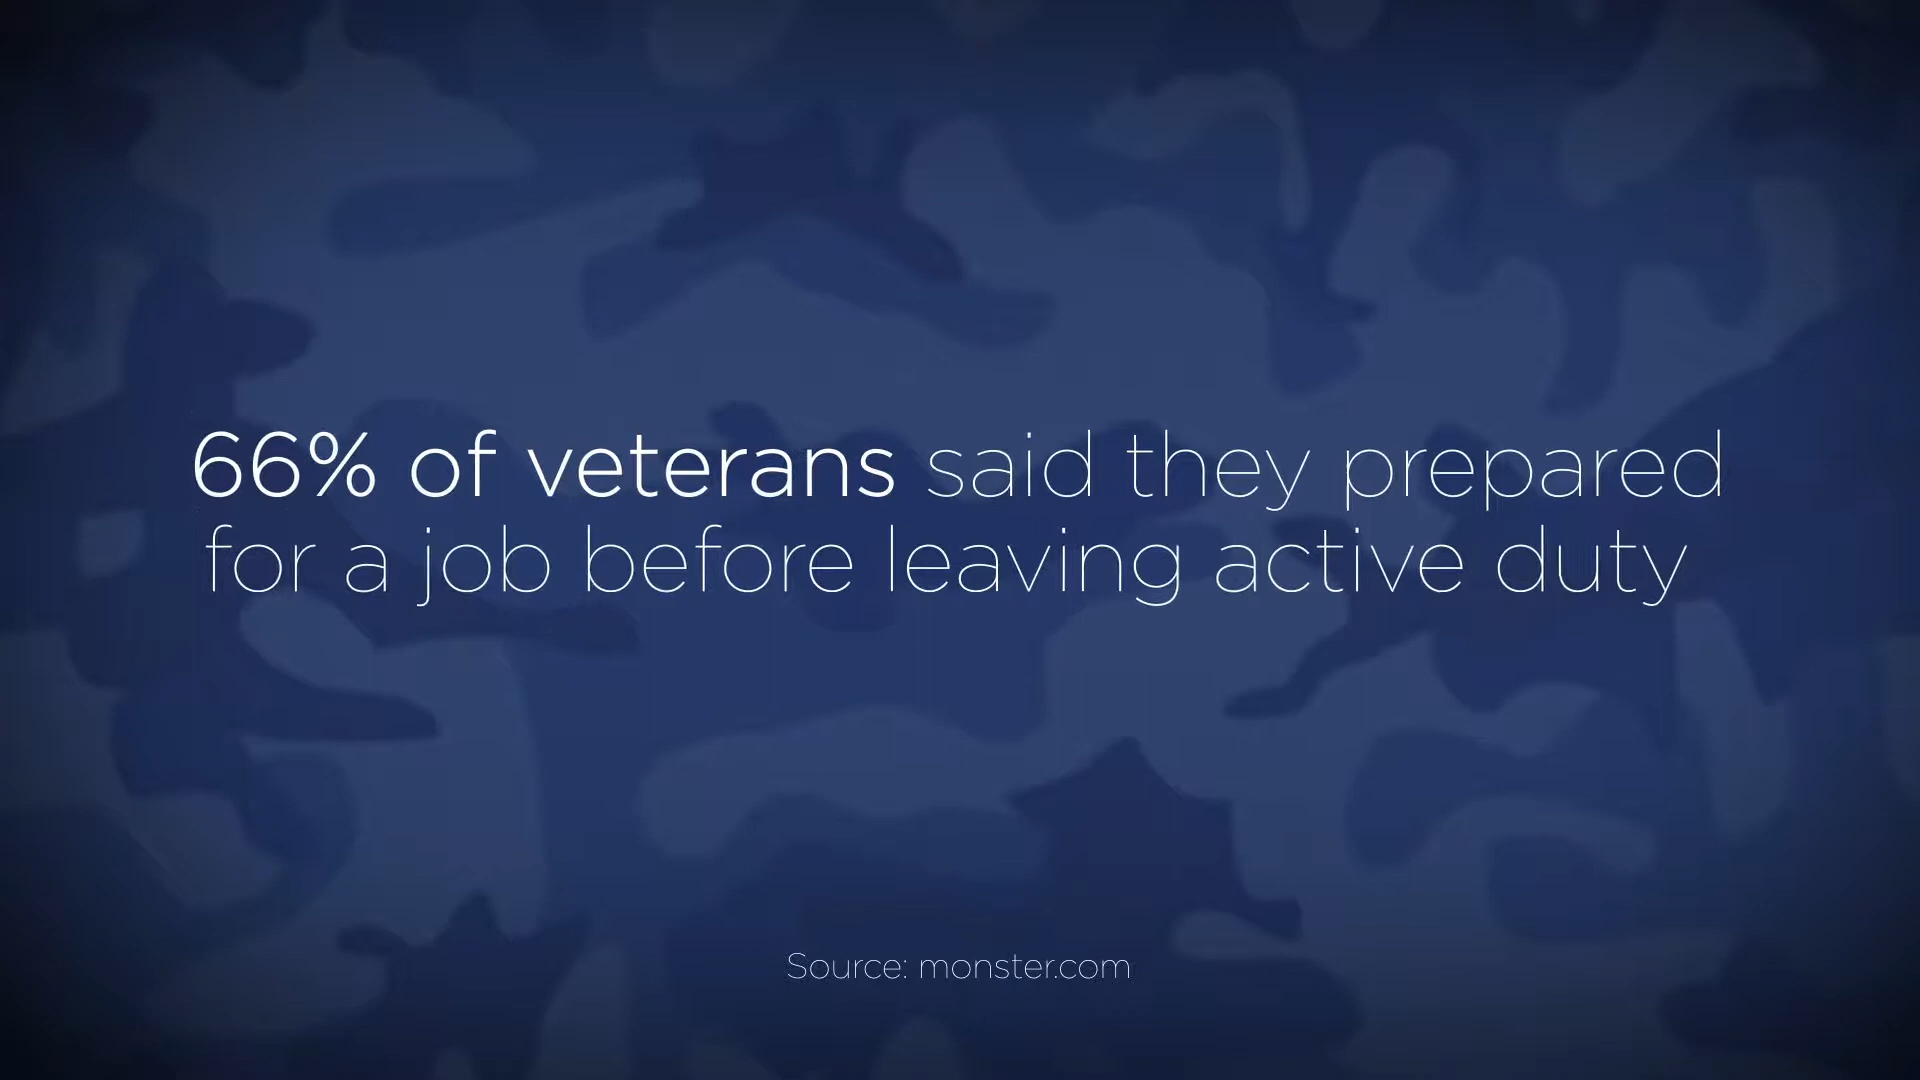 66% of veterans said they prepared
for a job before leaving active duty
Source: monster.com